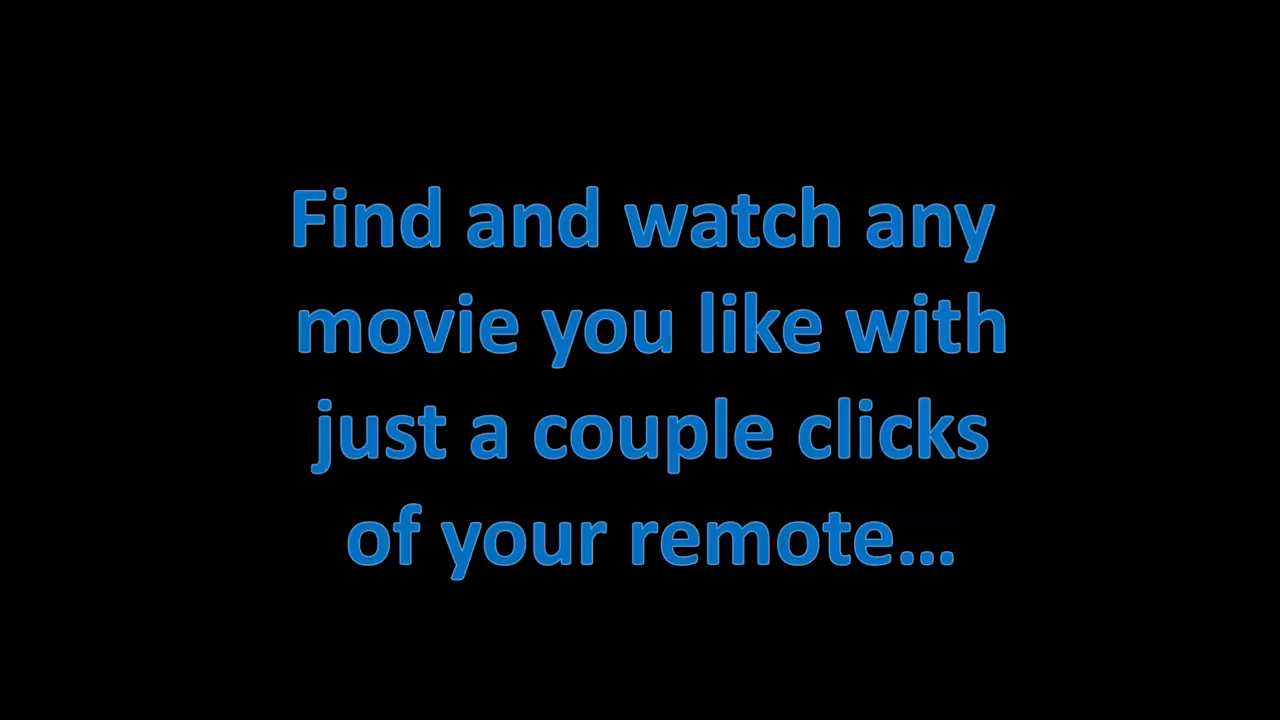 Find and watch any
movie you like with
just a couple clicks
of your remote...